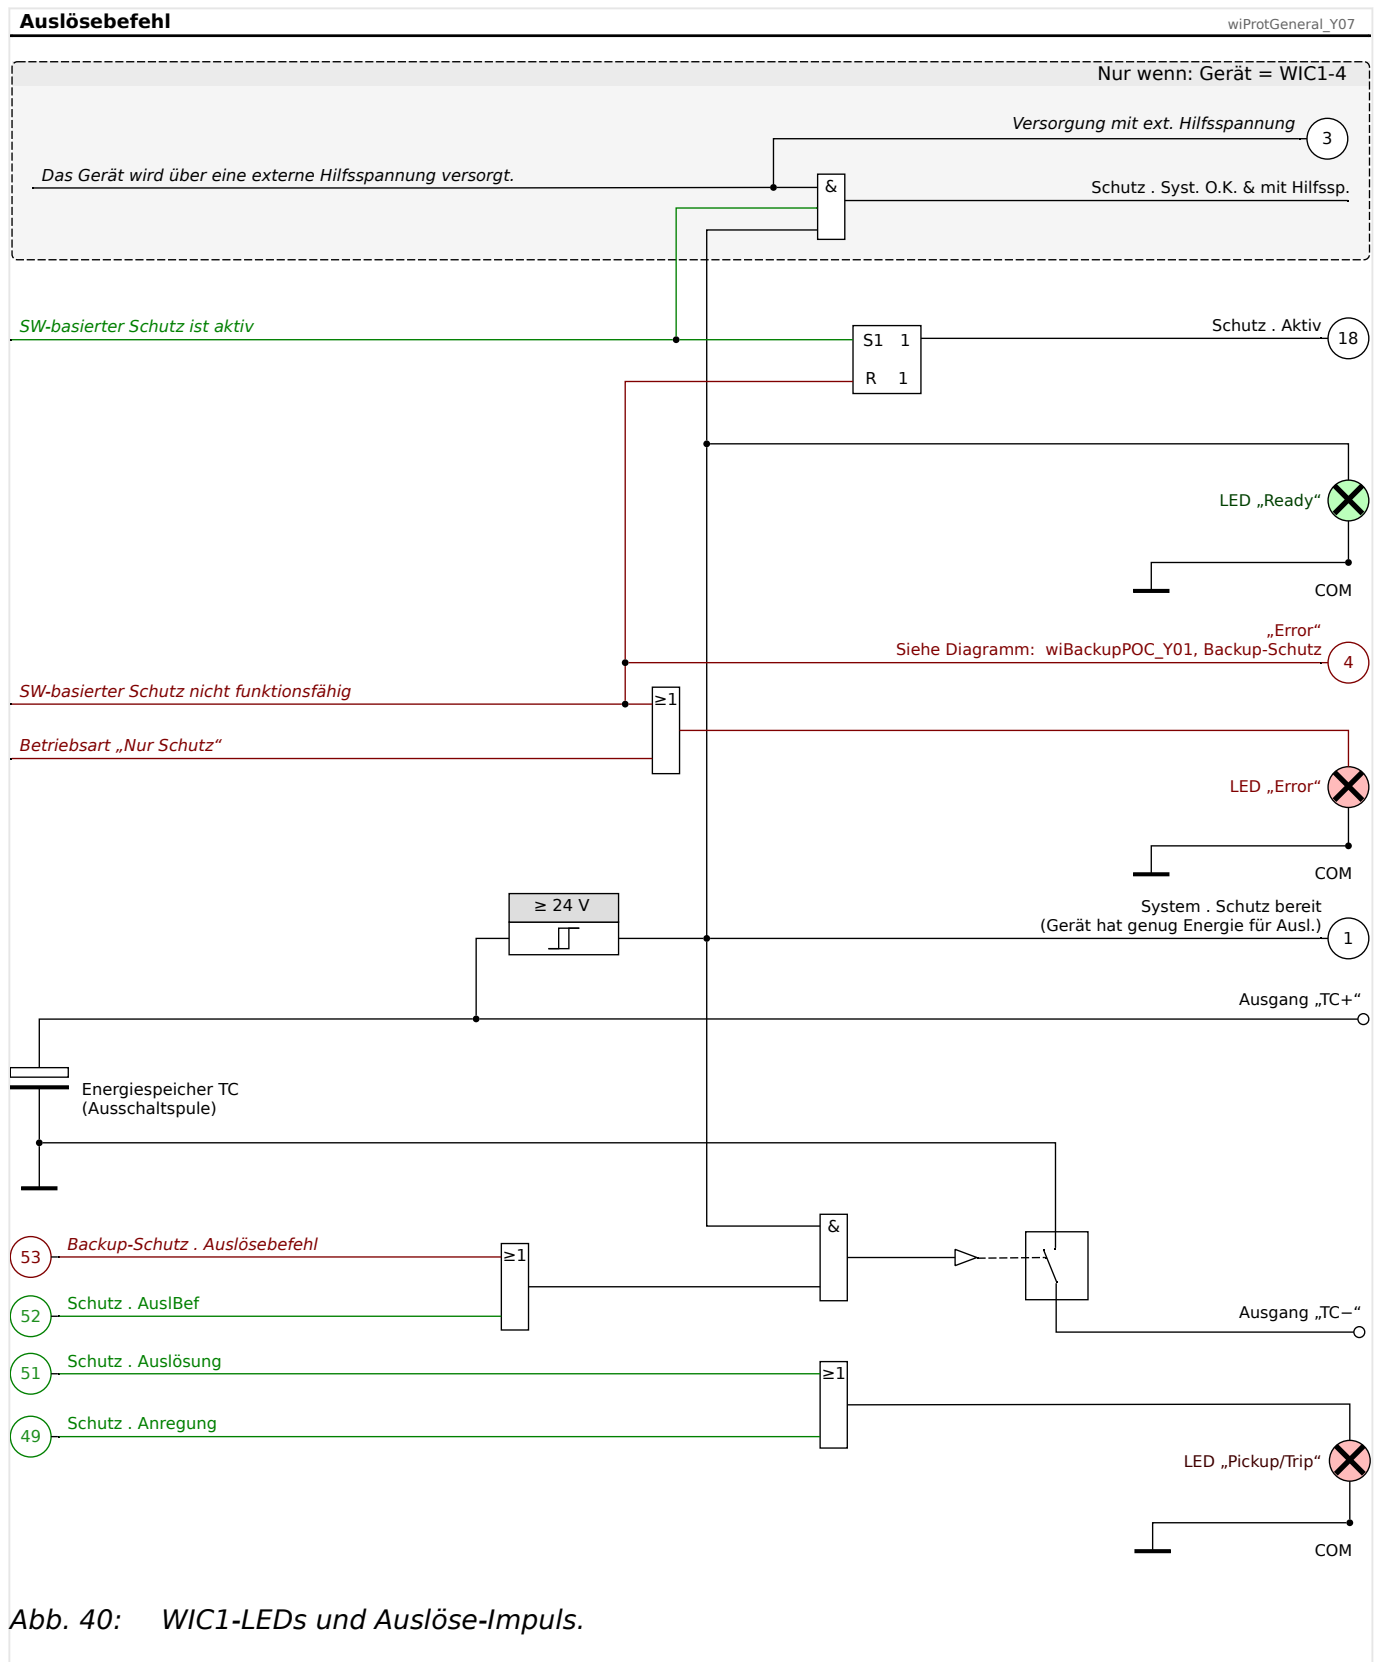 Auslösebefehl
wiProtGeneral_Y07
Nur wenn: Gerät = WIC1-4
Versorgung mit ext. Hilfsspannung
3
Das Gerät wird über eine externe Hilfsspannung versorgt.
&
Schutz . Syst. O.K. & mit Hilfssp.
SW-basierter Schutz ist aktiv
S1 1
R 1
Schutz . Aktiv
18
LED „Ready“
COM
„Error“
Siehe Diagramm: wiBackupPOC_Y01, Backup-Schutz
4
SW-basierter Schutz nicht funktionsfähig
≥1
Betriebsart „Nur Schutz“
LED „Error“
COM
≥ 24 V
System . Schutz bereit
(Gerät hat genug Energie für Ausl.)
1
Ausgang „TC+“
Energiespeicher TC
(Ausschaltspule)
&
53
Backup-Schutz . Auslösebefehl
≥1
52
Schutz . AuslBef
Ausgang „TC−“
51
Schutz . Auslösung
≥1
49
Schutz . Anregung
LED „Pickup/Trip“
COM
Abb. 40: WIC1-LEDs und Auslöse-Impuls.